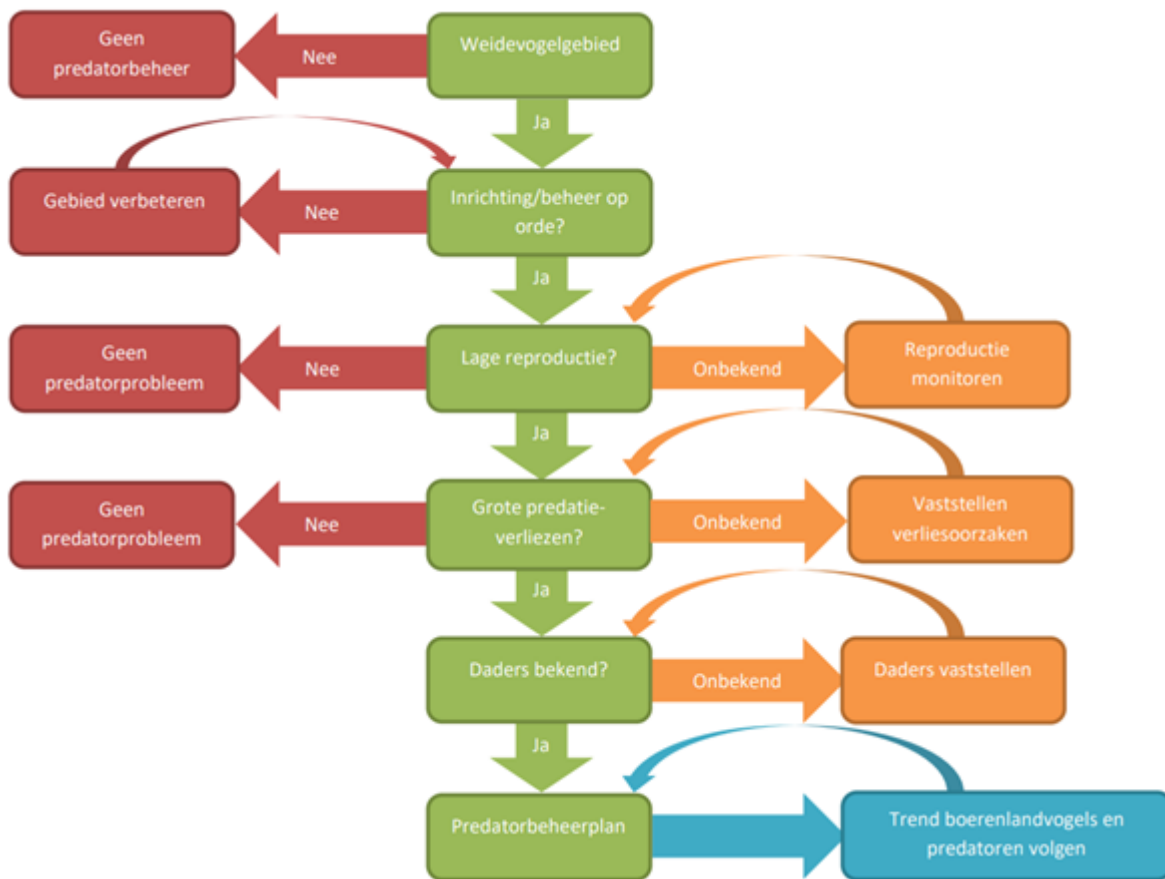 Geen
predatorbeheer
Nee
Weidevogelgebied
Ja
Gebied verbeteren
Nee
Inrichting/beheer op
orde?
Ja
Geen
predatorprobleem
Nee
Lage reproductie?
Onbekend
Reproductie
monitoren
Ja
Geen
predatorprobleem
Nee
Grote predatie-
verliezen?
Onbekend
Vaststellen
verliesoorzaken
Ja
Daders bekend?
Onbekend
Daders vaststellen
Ja
Predatorbeheerplan
Trend boerenlandvogels en
predatoren volgen